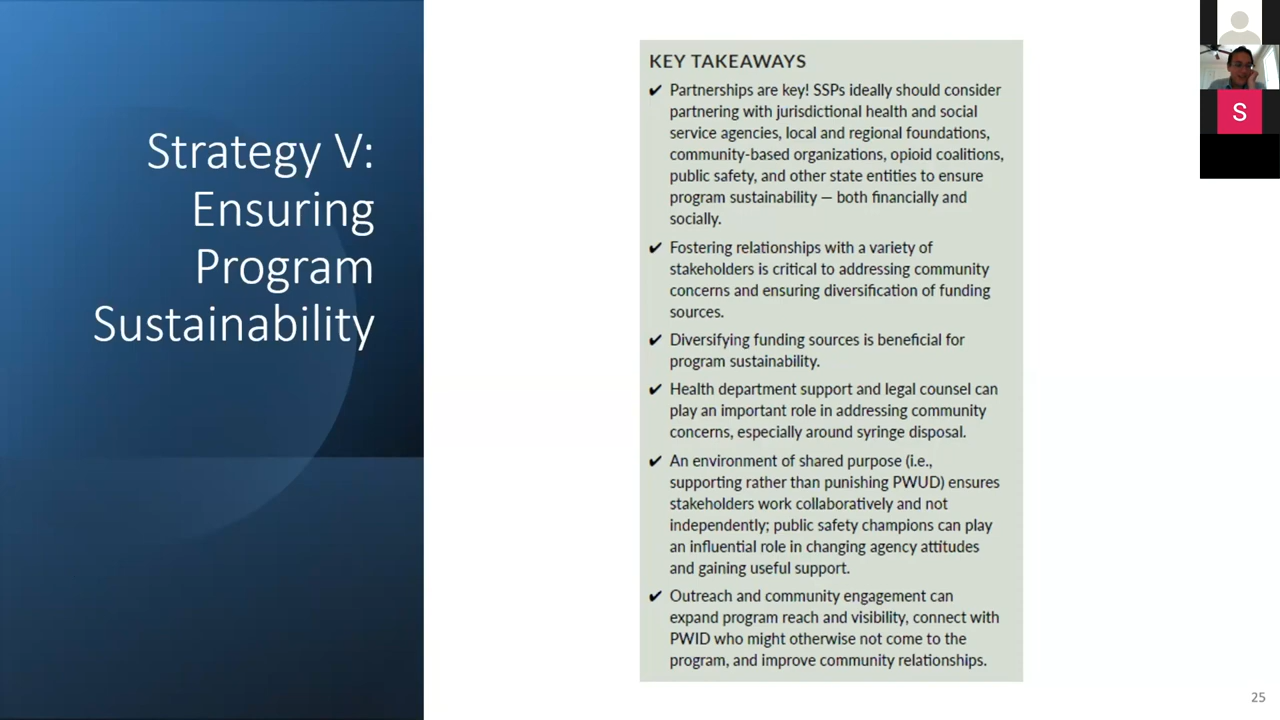 Strategy V:
Ensuring
Program
Sustainability
KEY TAKEAWAYS
✔ Partnerships are key! SSPs ideally should consider
partnering with jurisdictional health and social
service agencies, local and regional foundations,
community-based organizations, opioid coalitions,
public safety, and other state entities to ensure
program sustainability — both financially and
socially.
✔ Fostering relationships with a variety of
stakeholders is critical to addressing community
concerns and ensuring diversification of funding
sources.
✔ Diversifying funding sources is beneficial for
program sustainability.
✔ Health department support and legal counsel can
play an important role in addressing community
concerns, especially around syringe disposal.
✔ An environment of shared purpose (i.e.,
supporting rather than punishing PWUD) ensures
stakeholders work collaboratively and not
independently; public safety champions can play
an influential role in changing agency attitudes
and gaining useful support.
✔ Outreach and community engagement can
expand program reach and visibility, connect with
PWID who might otherwise not come to the
program, and improve community relationships.
S
25